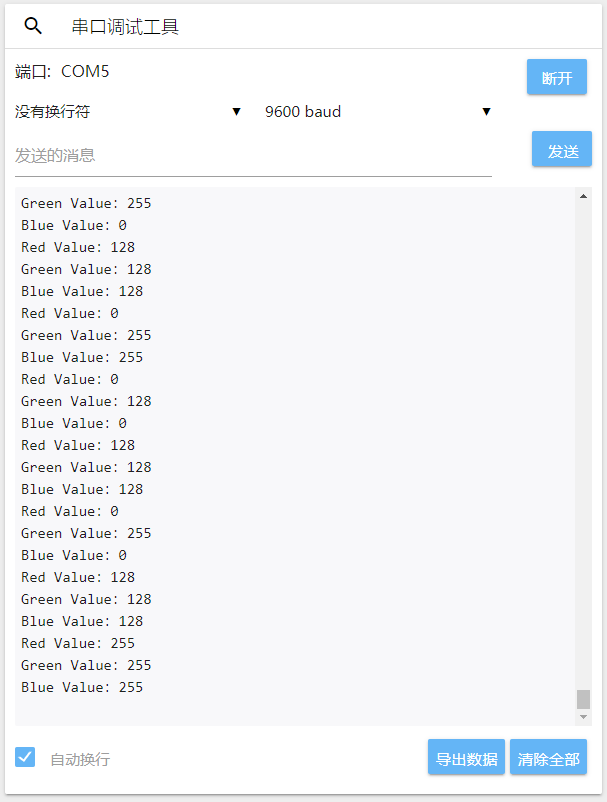 串口调试工具
端口: COM5
断开
没有换行符 ▼ 9600 baud ▼
发送的消息
发送
Green Value: 255
Blue Value: 0
Red Value: 128
Green Value: 128
Blue Value: 128
Red Value: 0
Green Value: 255
Blue Value: 255
Red Value: 0
Green Value: 128
Blue Value: 0
Red Value: 128
Green Value: 128
Blue Value: 128
Red Value: 0
Green Value: 255
Blue Value: 0
Red Value: 128
Green Value: 128
Blue Value: 128
Red Value: 255
Green Value: 255
Blue Value: 255
自动换行
导出数据 清除全部